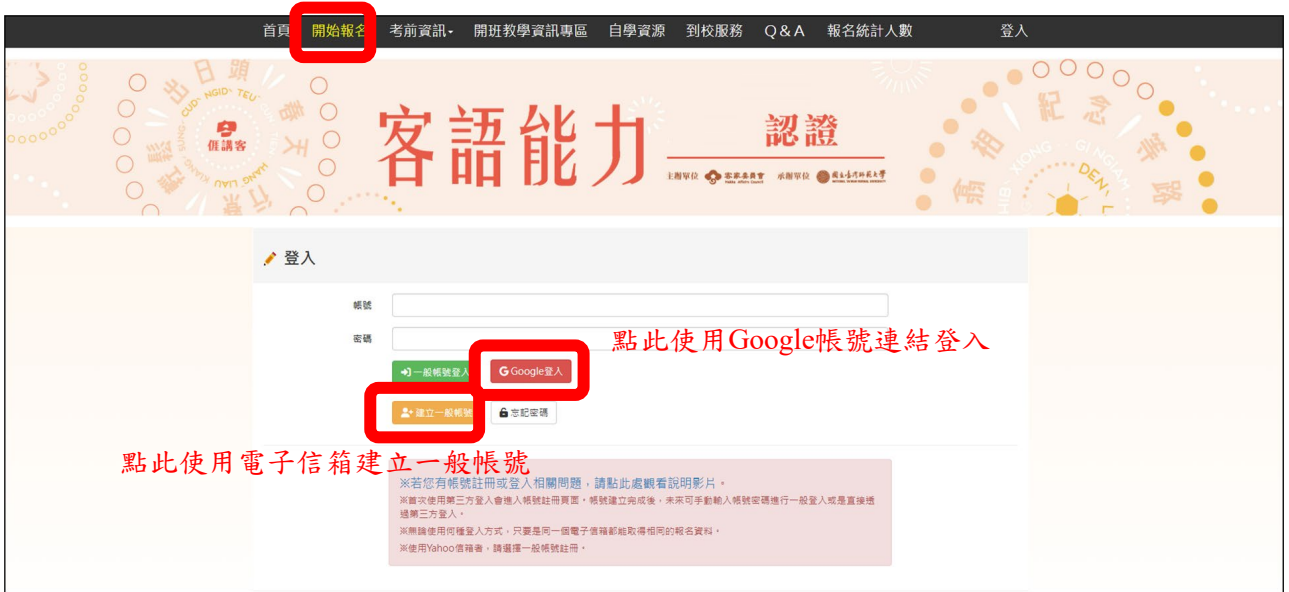 首頁 開始報名 考前資訊 開班教學資訊專區 自學資源 到校服務 Q&A 報名統計人數 登入
日頭
NGID TEU
𠊎講客
客語能力
認證
主辦單位 客家委員會 承辦單位 國立臺灣師範大學
紀念
登入
帳號
密碼
點此使用Google帳號連結登入
一般帳號登入 Google登入
建立一般帳號 忘記密碼
點此使用電子信箱建立一般帳號
※若您有帳號註冊或登入相關問題,請點此處觀看說明影片。
※首次使用第三方登入會進入帳號註冊頁面。帳號建立完成後,未來可手動輸入帳號密碼進行一般登入或是直接透
過第三方登入。
※無論使用何種登入方式,只要是同一個電子信箱都能取得相同的報名資料。
※使用Yahoo信箱者,請選擇一般帳號註冊。